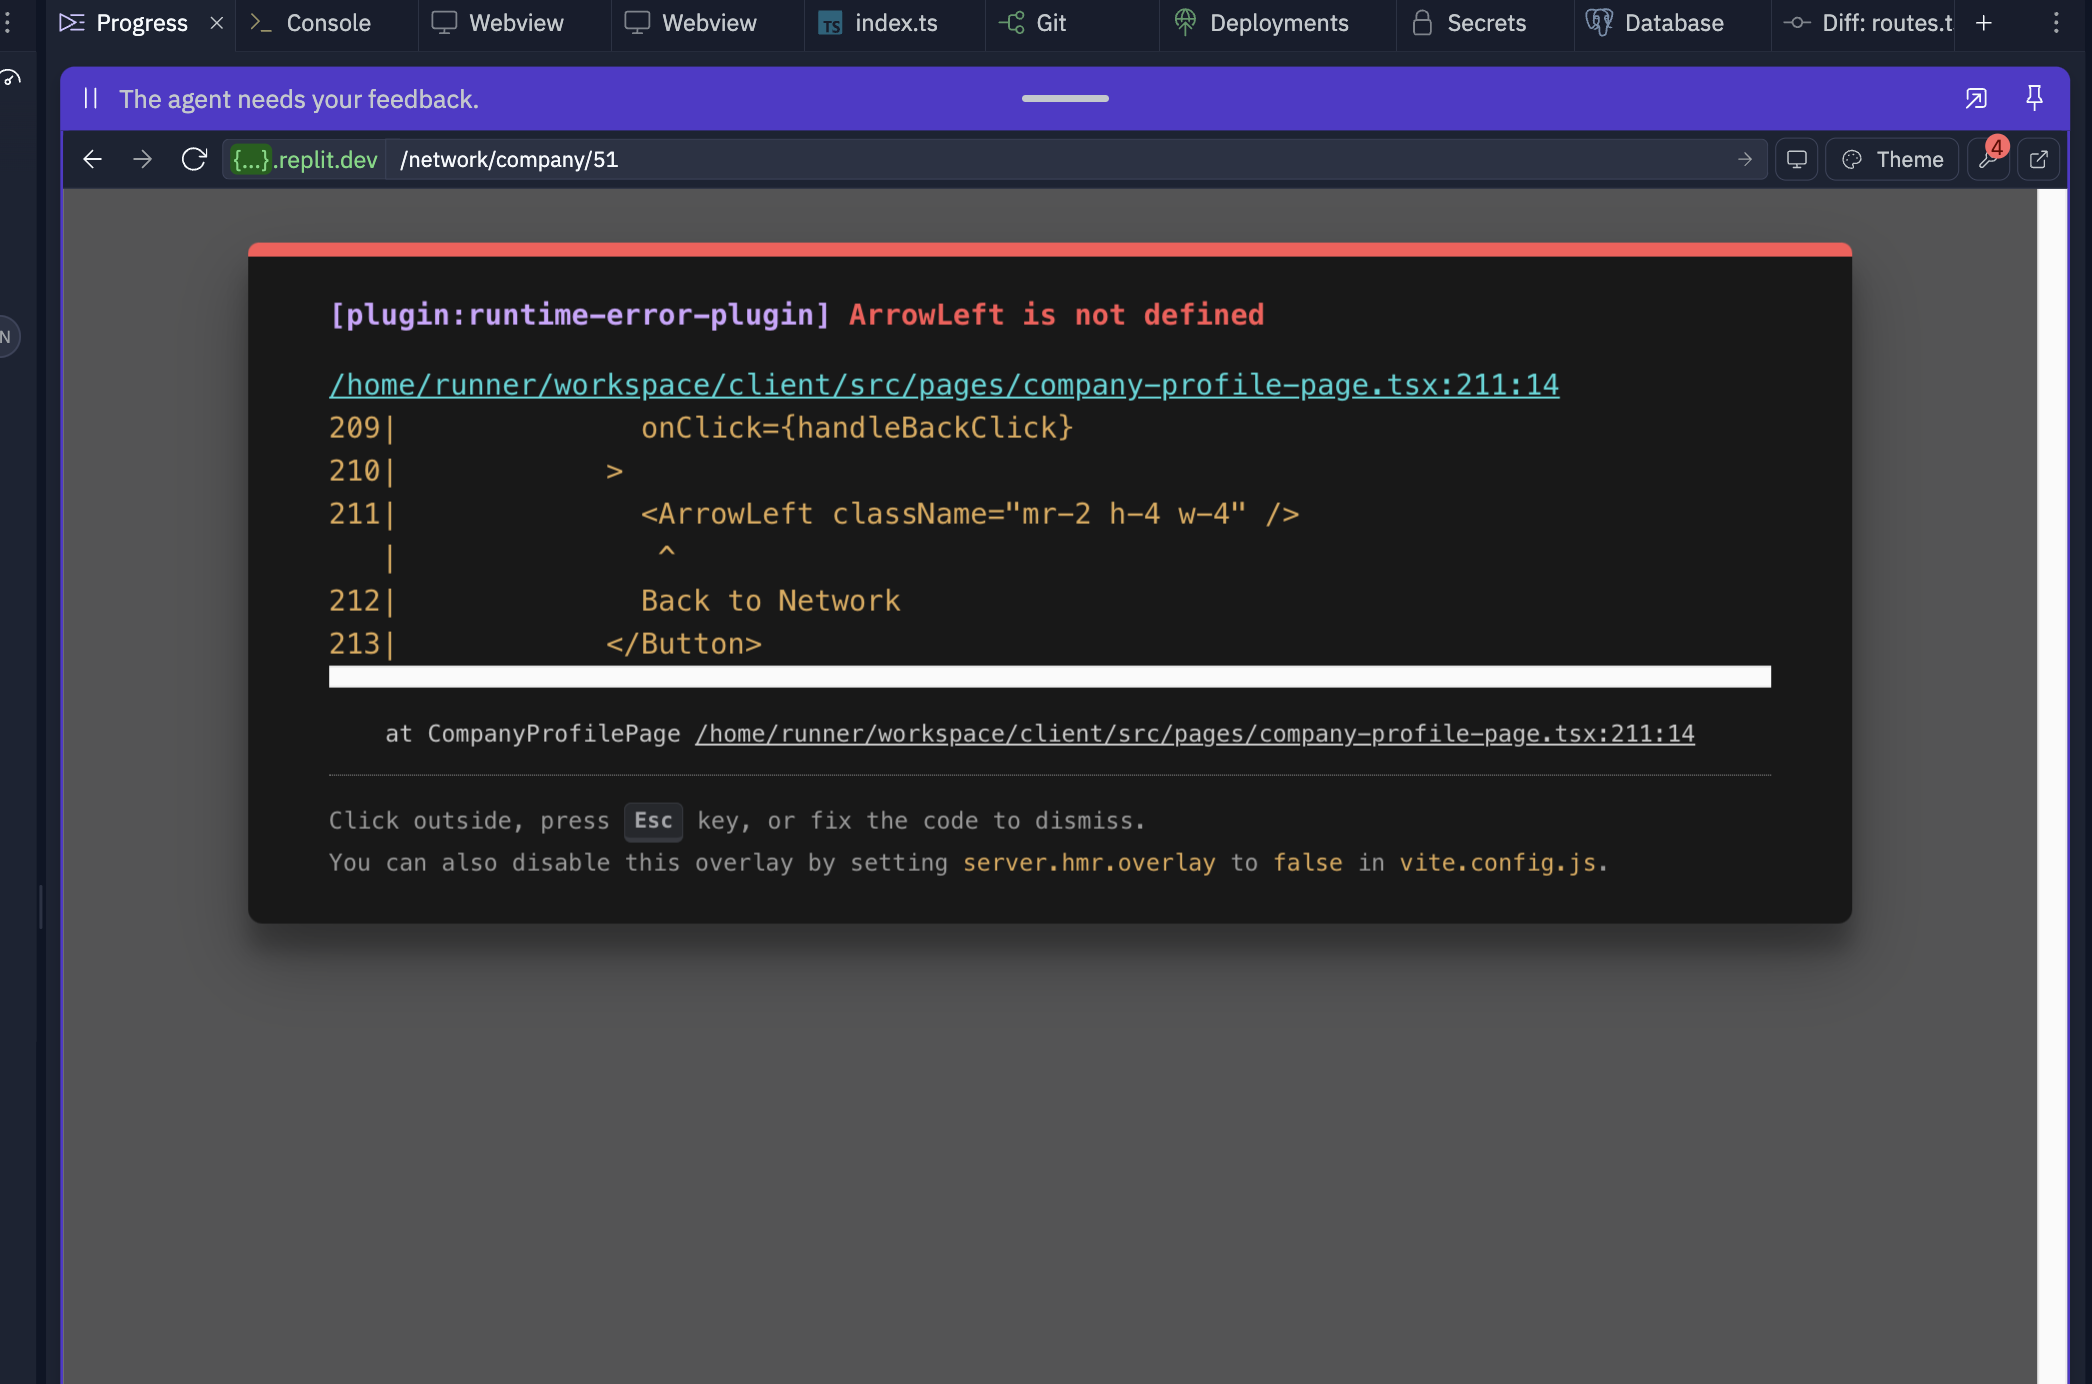 Progress
Console
Webview
Webview
TS index.ts
Git
Deployments
Secrets
Database
Diff: routes.t
The agent needs your feedback.
{...}.replit.dev /network/company/51
Theme
4
N
[plugin:runtime-error-plugin] ArrowLeft is not defined
/home/runner/workspace/client/src/pages/company-profile-page.tsx:211:14
209| onClick={handleBackClick}
210| >
211| <ArrowLeft className="mr-2 h-4 w-4" />
| ^
212| Back to Network
213| </Button>
at CompanyProfilePage /home/runner/workspace/client/src/pages/company-profile-page.tsx:211:14
Click outside, press Esc key, or fix the code to dismiss.
You can also disable this overlay by setting server.hmr.overlay to false in vite.config.js.